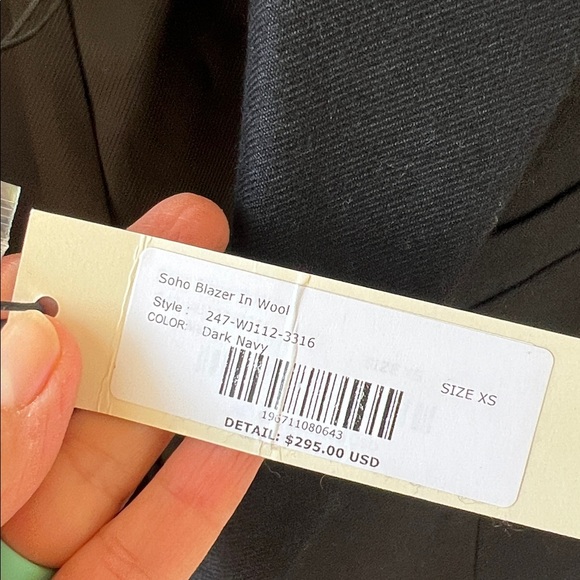 Soho Blazer In Wool
Style : 247-WJ112-3316
COLOR: Dark Navy
SIZE XS
196711080643
DETAIL: $295.00 USD